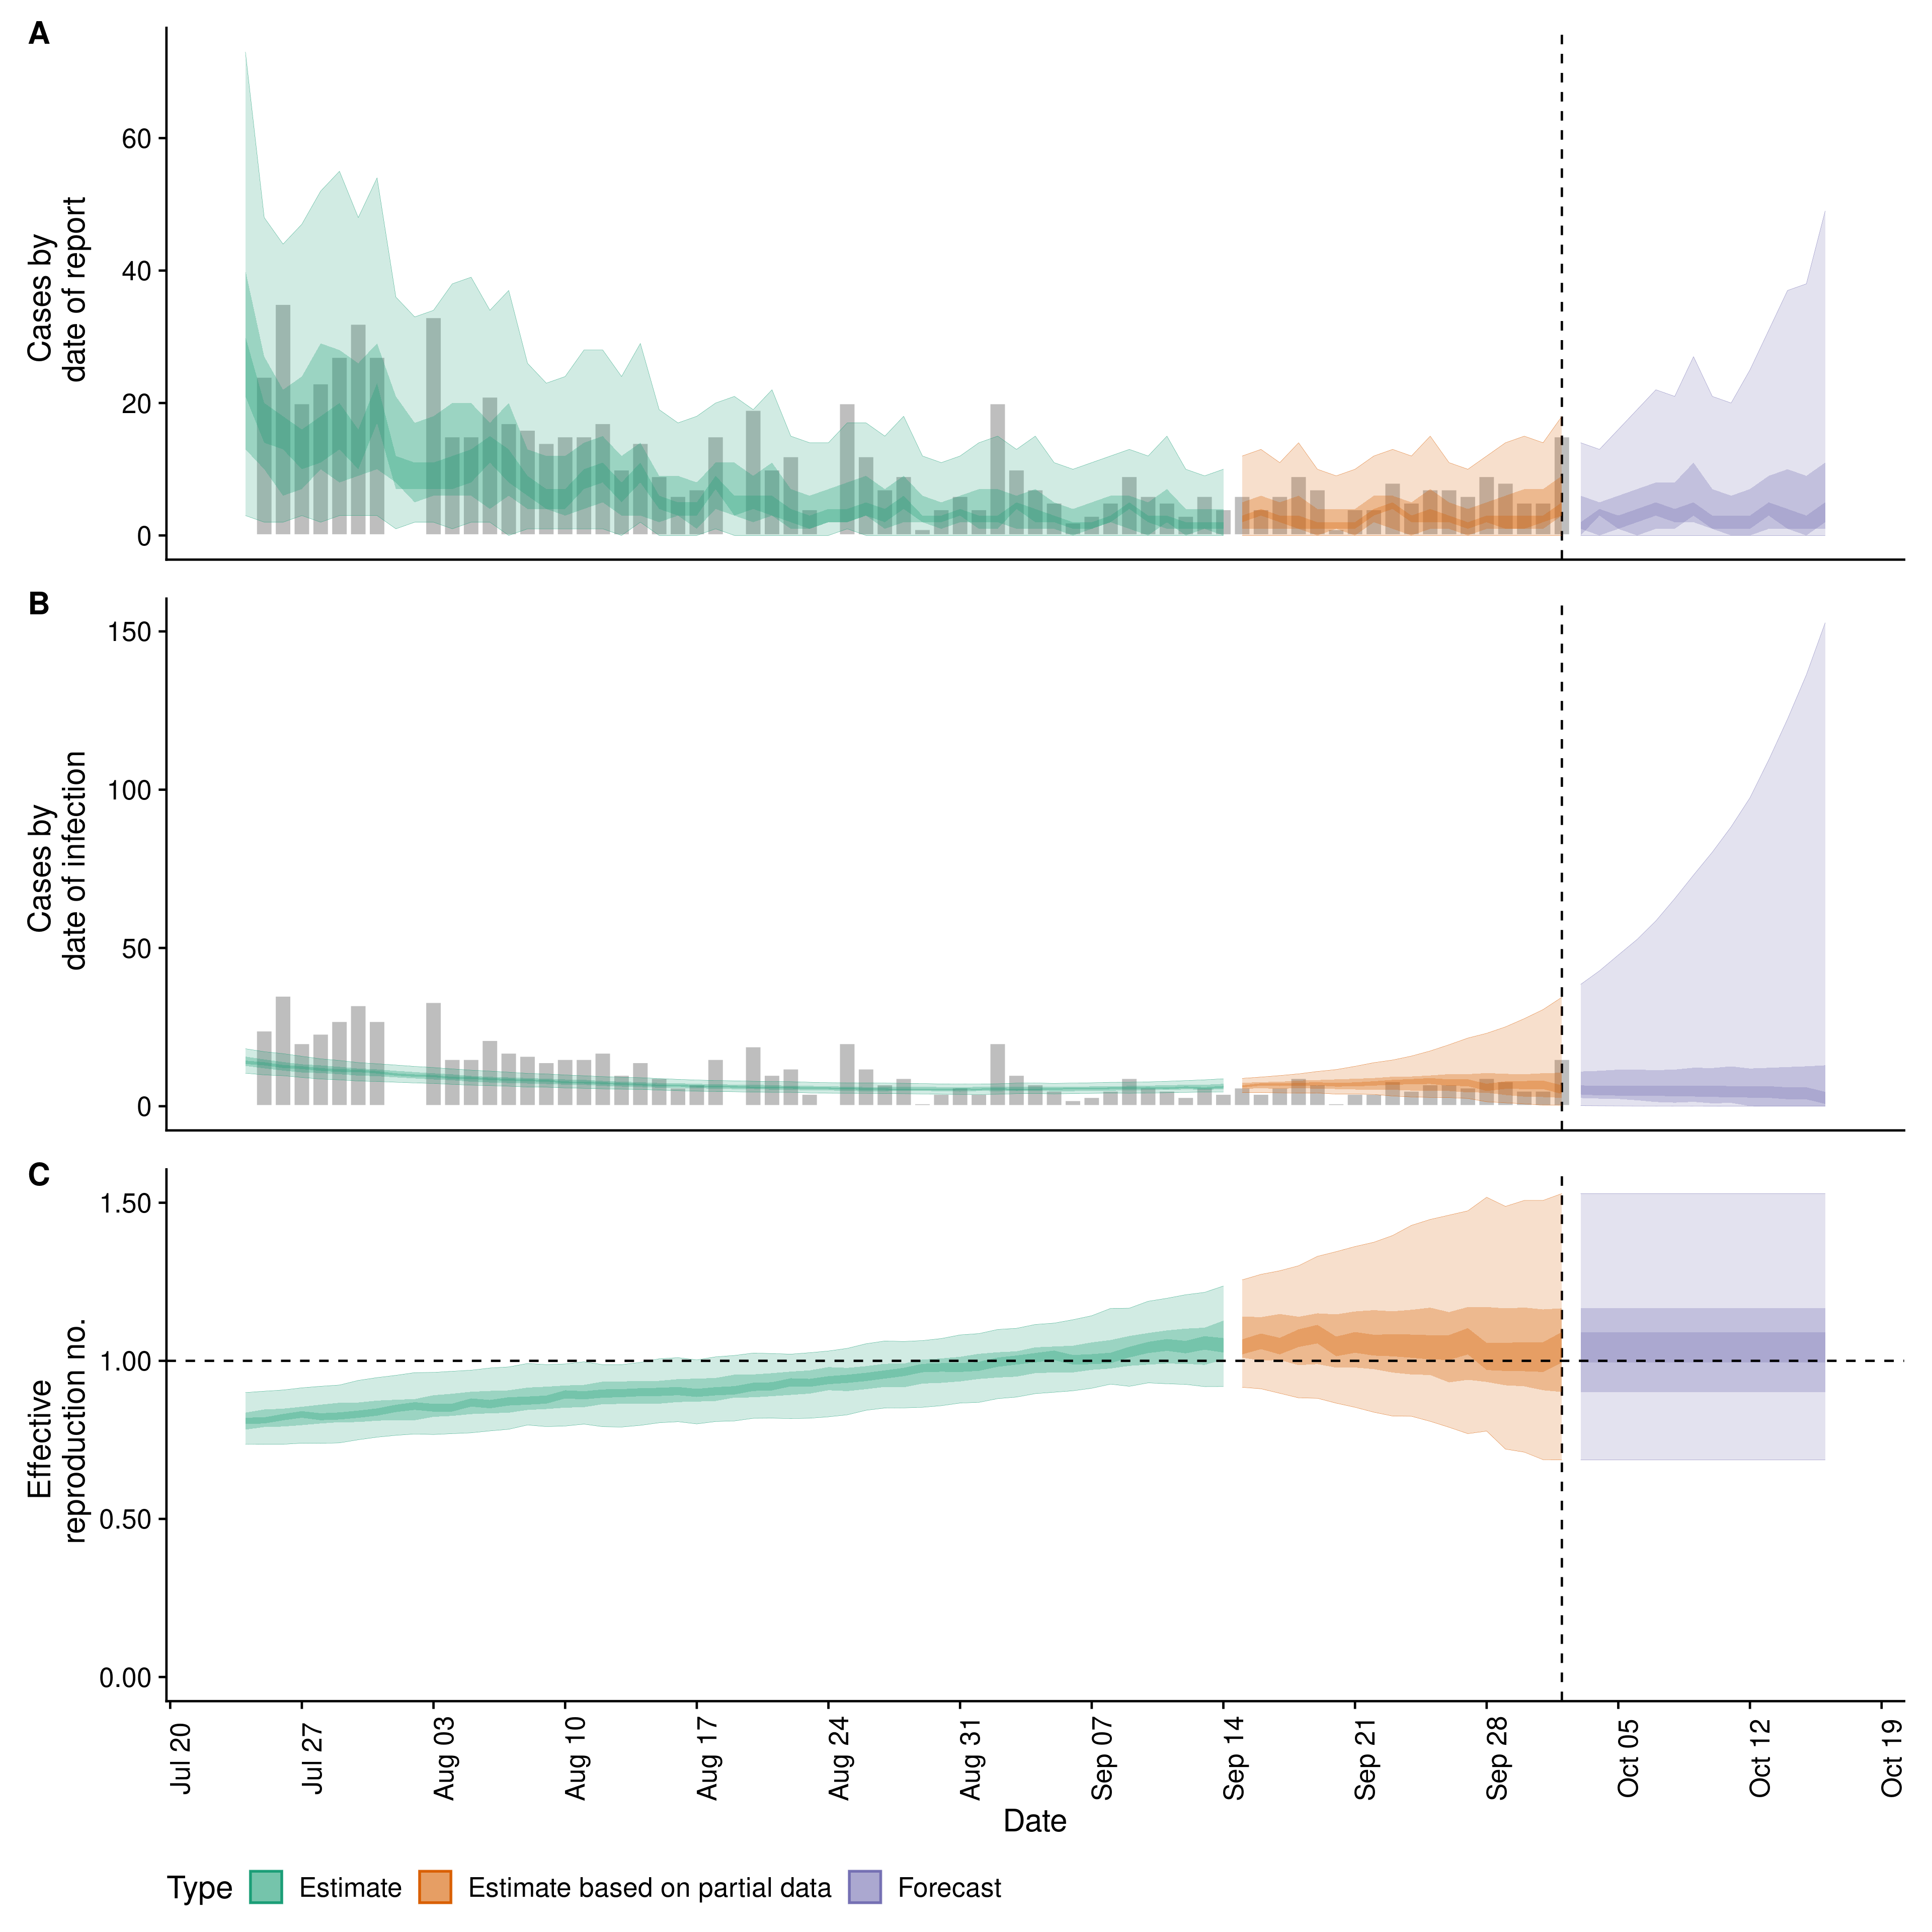 A
Cases by
date of report
60
40
20
0
B
Cases by
date of infection
150
100
50
0
C
Effective
reproduction no.
1.50
1.00
0.50
0.00
Jul 20
Jul 27
Aug 03
Aug 10
Aug 17
Aug 24
Aug 31
Sep 07
Sep 14
Sep 21
Sep 28
Oct 05
Oct 12
Oct 19
Date
Type
Estimate
Estimate based on partial data
Forecast